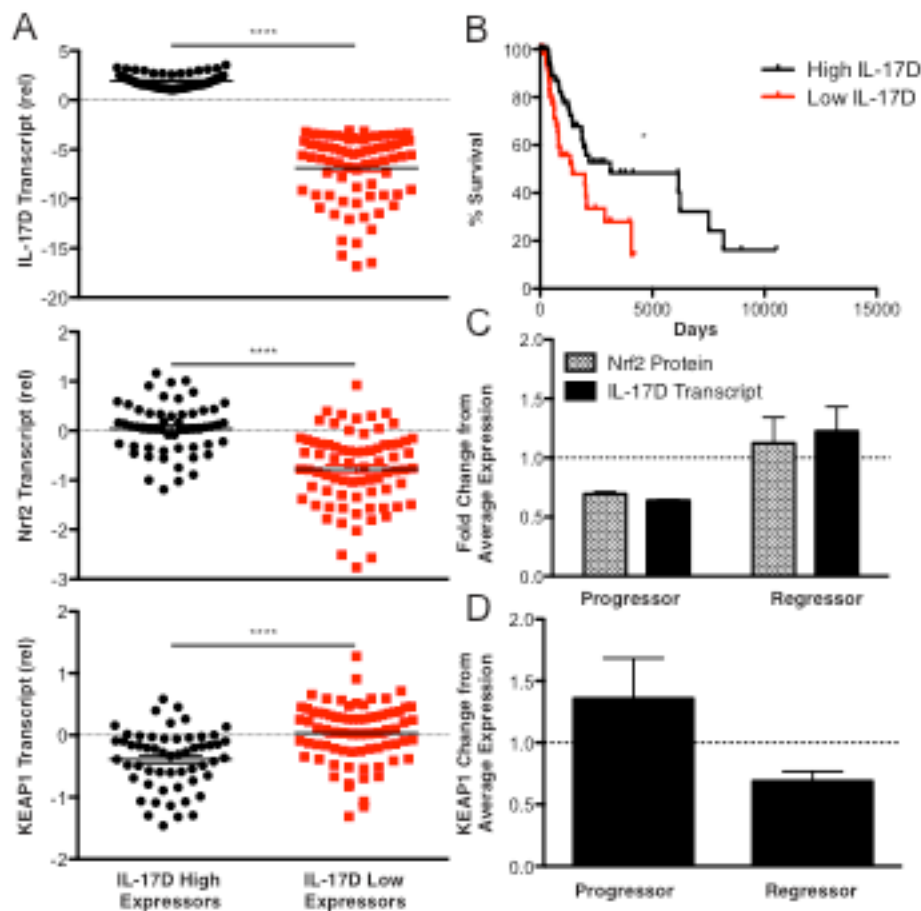 A
****
IL-17D Transcript (rel)
5
0
-5
-10
-15
-20
****
Nrf2 Transcript (rel)
2
1
0
-1
-2
-3
****
KEAP1 Transcript (rel)
2
1
0
-1
-2
IL-17D High
Expressors
IL-17D Low
Expressors
B
% Survival
100
80
60
40
20
0
High IL-17D
Low IL-17D
0
5000
10000
15000
Days
C
Fold Change from
Average Expression
2.0
1.5
1.0
0.5
0.0
Nrf2 Protein
IL-17D Transcript
Progressor
Regressor
D
KEAP1 Change from
Average Expression
2.0
1.5
1.0
0.5
0.0
Progressor
Regressor